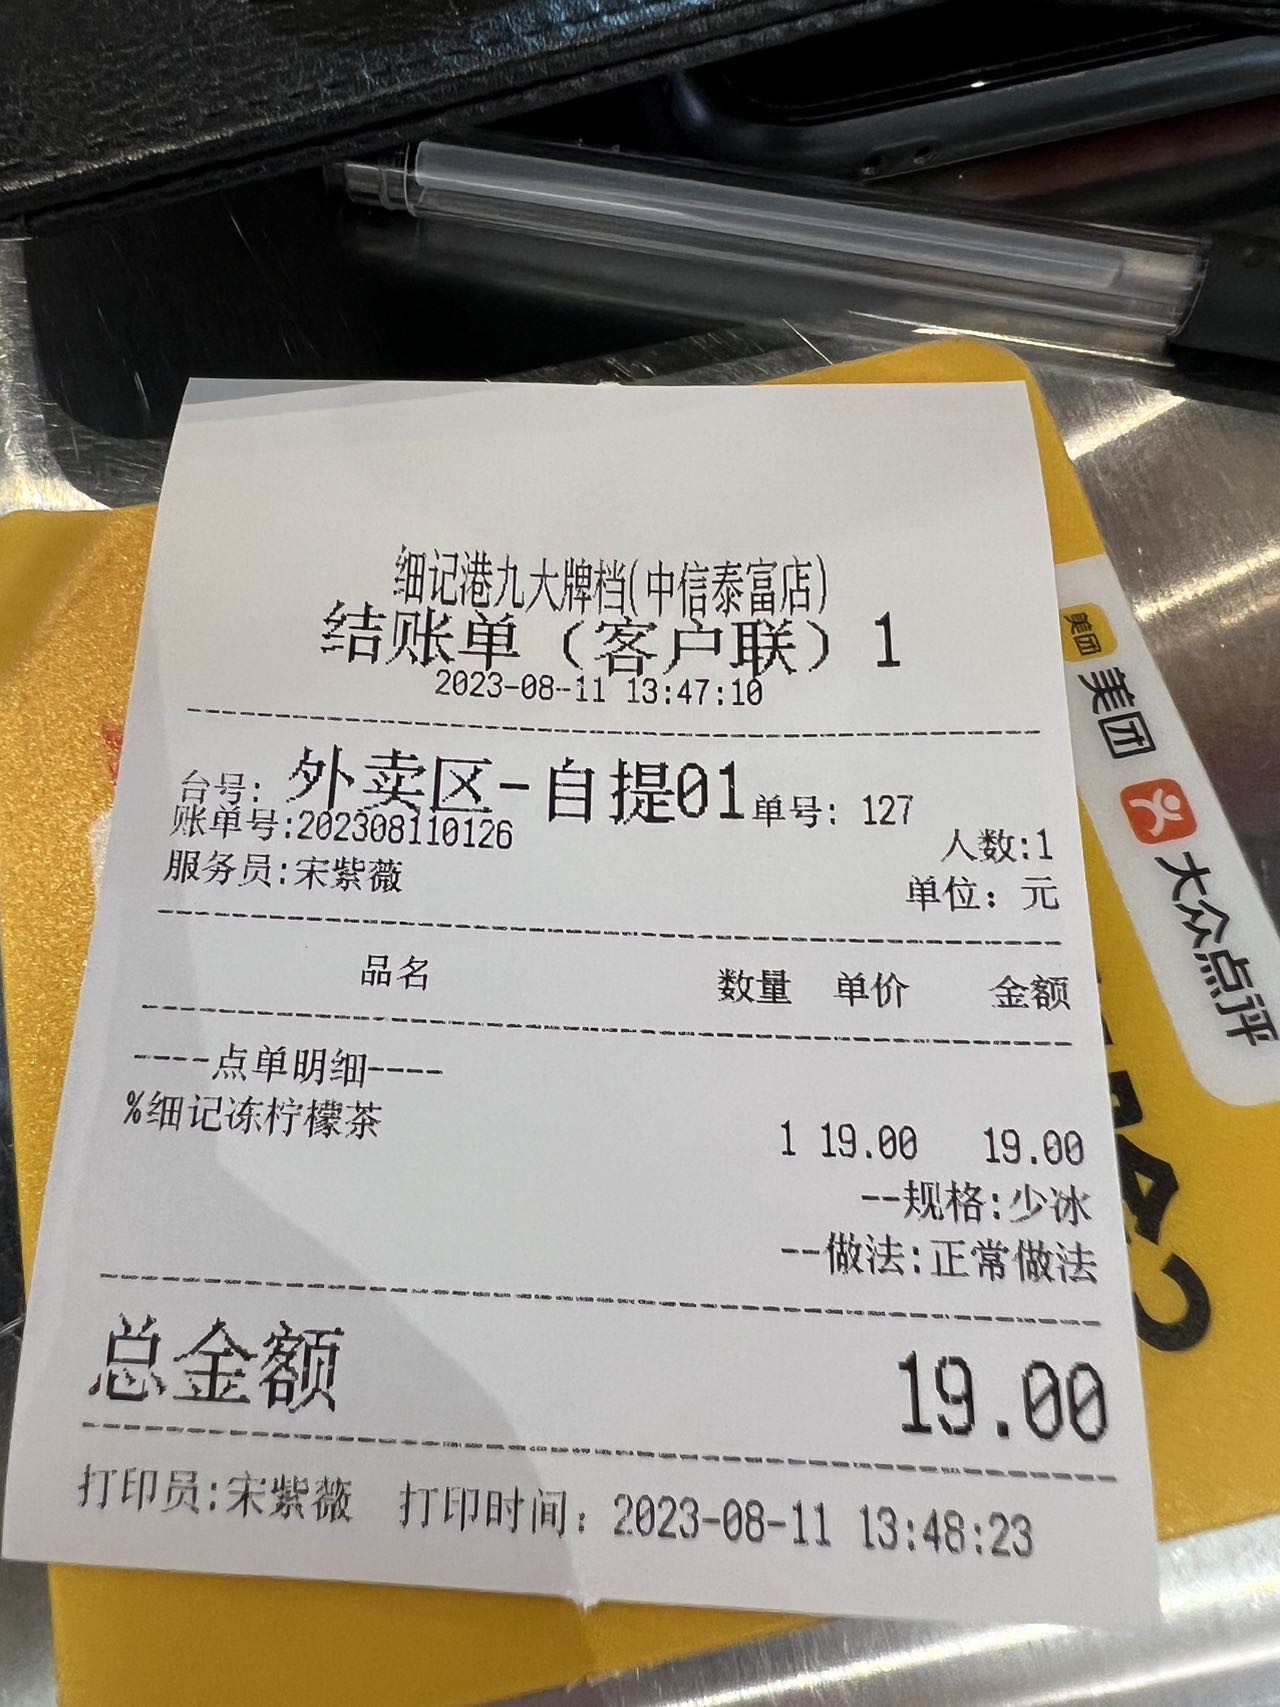 细记港九大牌档(中信泰富店)
结账单（客户联）1
2023-08-11 13:47:10
台号: 外卖区-自提01 单号: 127
账单号:202308110126
人数:1
服务员:宋紫薇
单位: 元
品名 数量 单价 金额
----点单明细----
%细记冻柠檬茶
1 19.00 19.00
--规格:少冰
--做法:正常做法
总金额 19.00
打印员:宋紫薇 打印时间: 2023-08-11 13:48:23
美团
美团
大众点评